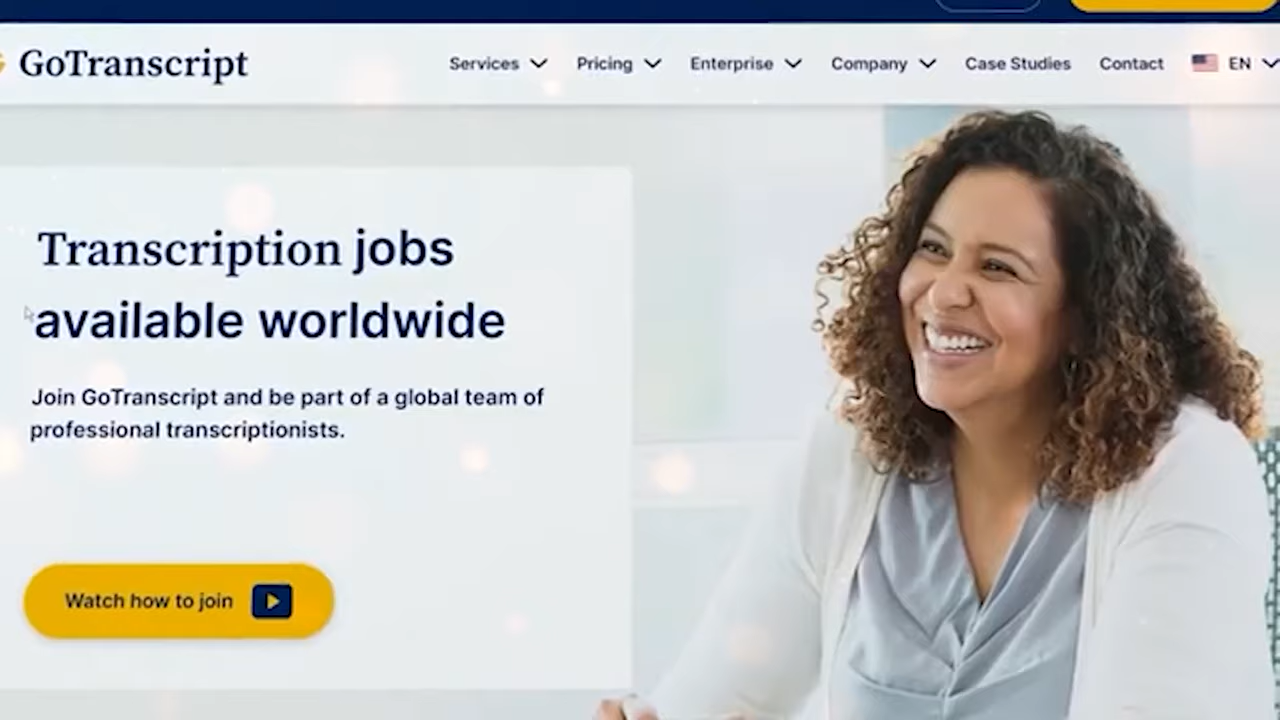 GoTranscript
Services Pricing Enterprise Company Case Studies Contact EN
Transcription jobs
available worldwide
Join GoTranscript and be part of a global team of
professional transcriptionists.
Watch how to join